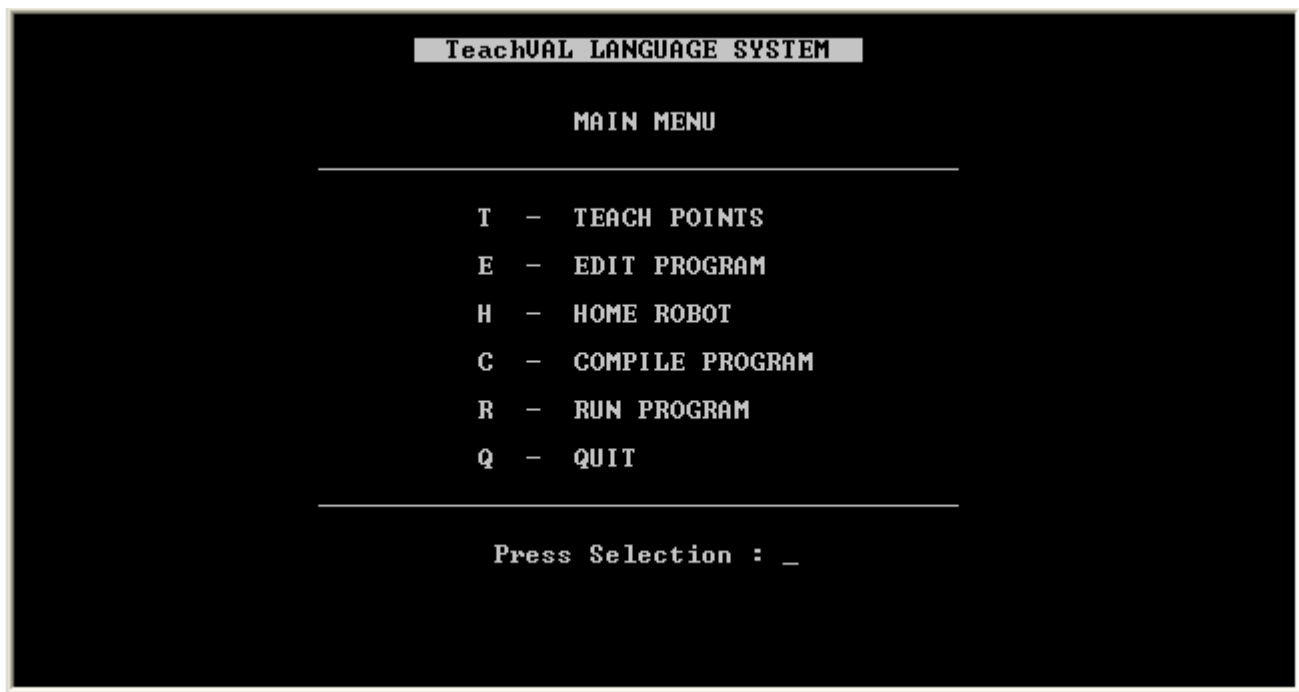 TeachVAL LANGUAGE SYSTEM
MAIN MENU
T - TEACH POINTS
E - EDIT PROGRAM
H - HOME ROBOT
C - COMPILE PROGRAM
R - RUN PROGRAM
Q - QUIT
Press Selection : _